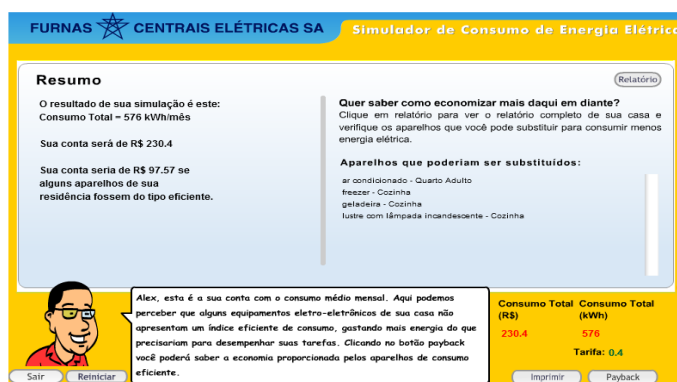 FURNAS CENTRAIS ELÉTRICAS SA
Simulador de Consumo de Energia Elétrica
Resumo
Relatório
O resultado de sua simulação é este:
Consumo Total = 576 kWh/mês
Sua conta será de R$ 230.4
Sua conta seria de R$ 97.57 se
alguns aparelhos de sua
residência fossem do tipo eficiente.
Quer saber como economizar mais daqui em diante?
Clique em relatório para ver o relatório completo de sua casa e
verifique os aparelhos que você pode substituir para consumir menos
energia elétrica.
Aparelhos que poderiam ser substituídos:
ar condicionado - Quarto Adulto
freezer - Cozinha
geladeira - Cozinha
lustre com lâmpada incandescente - Cozinha
Alex, esta é a sua conta com o consumo médio mensal. Aqui podemos
perceber que alguns equipamentos eletro-eletrônicos de sua casa não
apresentam um índice eficiente de consumo, gastando mais energia do que
precisariam para desempenhar suas tarefas. Clicando no botão payback
você poderá saber a economia proporcionada pelos aparelhos de consumo
eficiente.
Consumo Total Consumo Total
(R$) (kWh)
230.4 576
Tarifa: 0.4
Sair Reiniciar Imprimir Payback